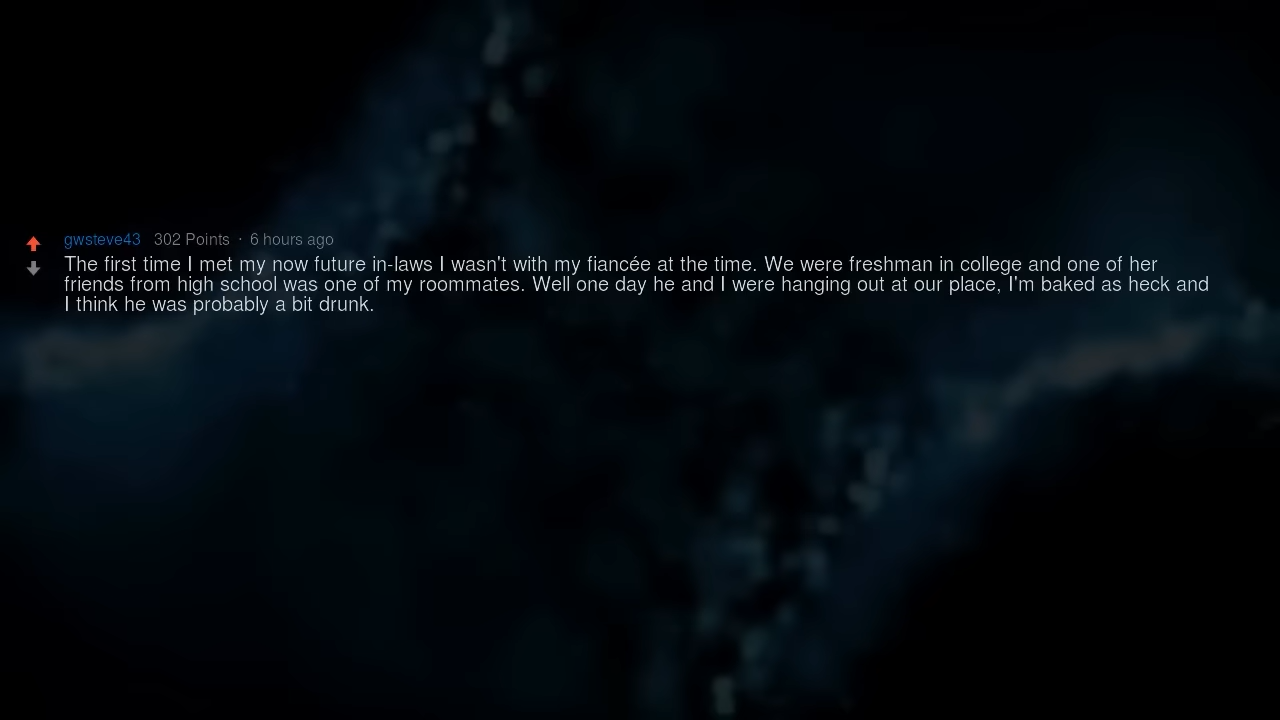 gwsteve43 302 Points · 6 hours ago
The first time I met my now future in-laws I wasn't with my fiancée at the time. We were freshman in college and one of her
friends from high school was one of my roommates. Well one day he and I were hanging out at our place, I'm baked as heck and
I think he was probably a bit drunk.